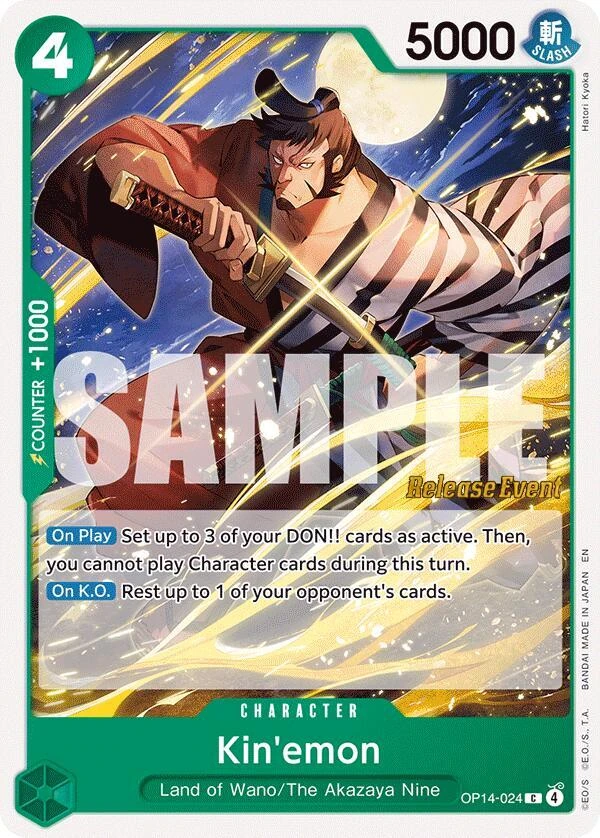 4
5000
斬
SLASH
Hatori Kyoka
COUNTER +1000
SAMPLE
Release Event
On Play Set up to 3 of your DON!! cards as active. Then,
you cannot play Character cards during this turn.
On K.O. Rest up to 1 of your opponent's cards.
CHARACTER
Kin'emon
Land of Wano/The Akazaya Nine
OP14-024 C 4
©E.O/S ©E.O./S., T.A. BANDAI MADE IN JAPAN EN